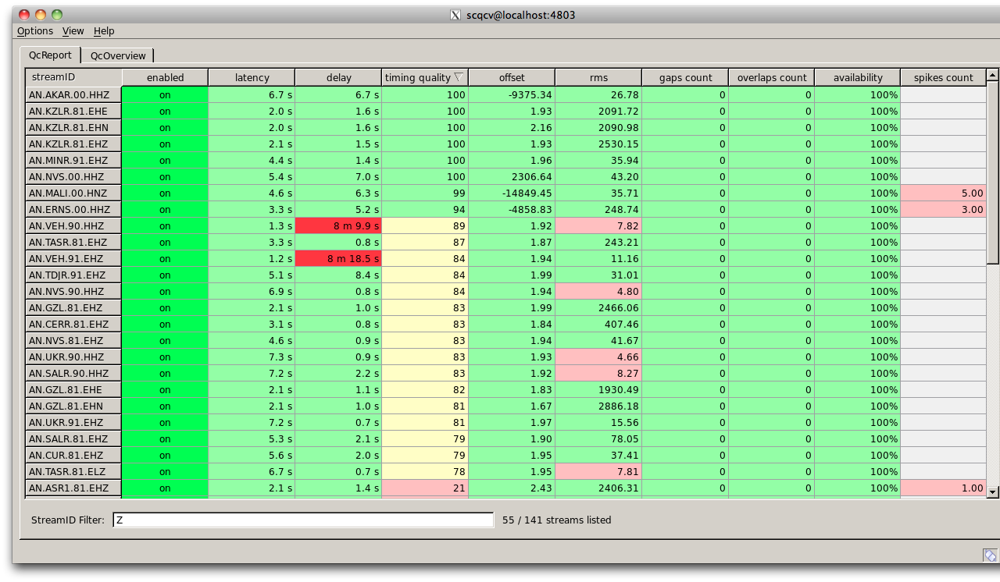 scqcv@localhost:4803
Options View Help
QcReport QcOverview
streamID enabled latency delay timing quality offset rms gaps count overlaps count availability spikes count
AN.AKAR.00.HHZ on 6.7 s 6.7 s 100 -9375.34 26.78 0 0 100%
AN.KZLR.81.EHE on 2.0 s 1.6 s 100 1.93 2091.72 0 0 100%
AN.KZLR.81.EHN on 2.0 s 1.6 s 100 2.16 2090.98 0 0 100%
AN.KZLR.81.EHZ on 2.1 s 1.5 s 100 1.93 2530.15 0 0 100%
AN.MINR.91.EHZ on 4.4 s 1.4 s 100 1.96 35.94 0 0 100%
AN.NVS.00.HHZ on 5.4 s 7.0 s 100 2306.64 43.20 0 0 100%
AN.MALI.00.HNZ on 4.6 s 6.3 s 99 -14849.45 35.71 0 0 100% 5.00
AN.ERNS.00.HHZ on 3.3 s 5.2 s 94 -4858.83 248.74 0 0 100% 3.00
AN.VEH.90.HHZ on 1.3 s 8 m 9.9 s 89 1.92 7.82 0 0 100%
AN.TASR.81.EHZ on 3.3 s 0.8 s 87 1.87 243.21 0 0 100%
AN.VEH.91.EHZ on 1.2 s 8 m 18.5 s 84 1.94 11.16 0 0 100%
AN.TDJR.91.EHZ on 5.1 s 8.4 s 84 1.99 31.01 0 0 100%
AN.NVS.90.HHZ on 6.9 s 0.8 s 84 1.94 4.80 0 0 100%
AN.GZL.81.EHZ on 2.1 s 1.0 s 83 1.99 2466.06 0 0 100%
AN.CERR.81.EHZ on 3.1 s 0.8 s 83 1.84 407.46 0 0 100%
AN.NVS.81.EHZ on 4.6 s 0.9 s 83 1.94 41.67 0 0 100%
AN.UKR.90.HHZ on 7.3 s 0.9 s 83 1.93 4.66 0 0 100%
AN.SALR.90.HHZ on 7.2 s 2.2 s 83 1.92 8.27 0 0 100%
AN.GZL.81.EHE on 2.1 s 1.1 s 82 1.83 1930.49 0 0 100%
AN.GZL.81.EHN on 2.1 s 1.0 s 81 1.67 2886.18 0 0 100%
AN.UKR.91.EHZ on 7.2 s 0.7 s 81 1.97 15.56 0 0 100%
AN.SALR.81.EHZ on 5.3 s 2.1 s 79 1.90 78.05 0 0 100%
AN.CUR.81.EHZ on 5.6 s 2.0 s 79 1.95 37.41 0 0 100%
AN.TASR.81.ELZ on 6.7 s 0.7 s 78 1.95 7.81 0 0 100%
AN.ASR1.81.EHZ on 2.1 s 1.4 s 21 2.43 2406.31 0 0 100% 1.00
StreamID Filter: Z 55 / 141 streams listed